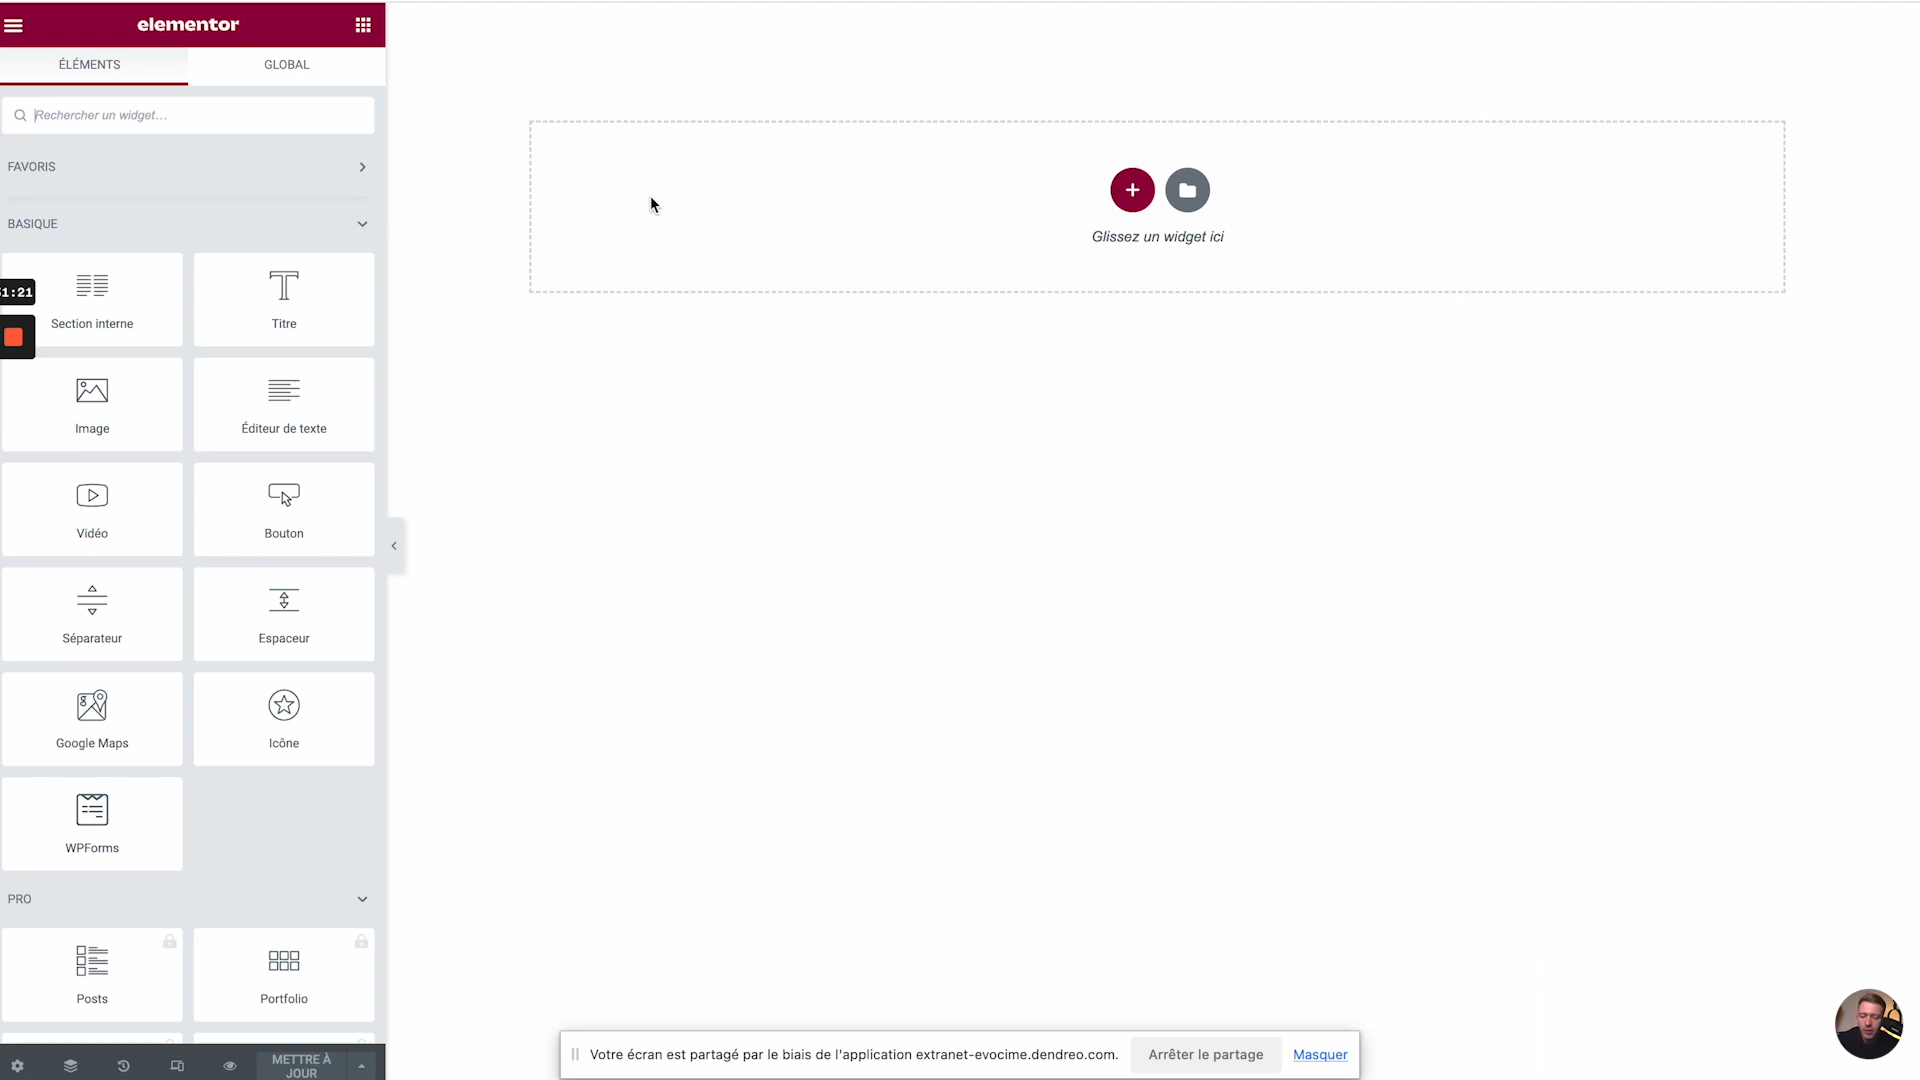 elementor
ÉLÉMENTS
GLOBAL
Rechercher un widget...
FAVORIS
BASIQUE
Section interne
Titre
1:21
Image
Éditeur de texte
Vidéo
Bouton
Séparateur
Espaceur
Google Maps
Icône
WPForms
PRO
Posts
Portfolio
METTRE À
JOUR
Glissez un widget ici
Votre écran est partagé par le biais de l'application extranet-evocime.dendreo.com.
Arrêter le partage
Masquer